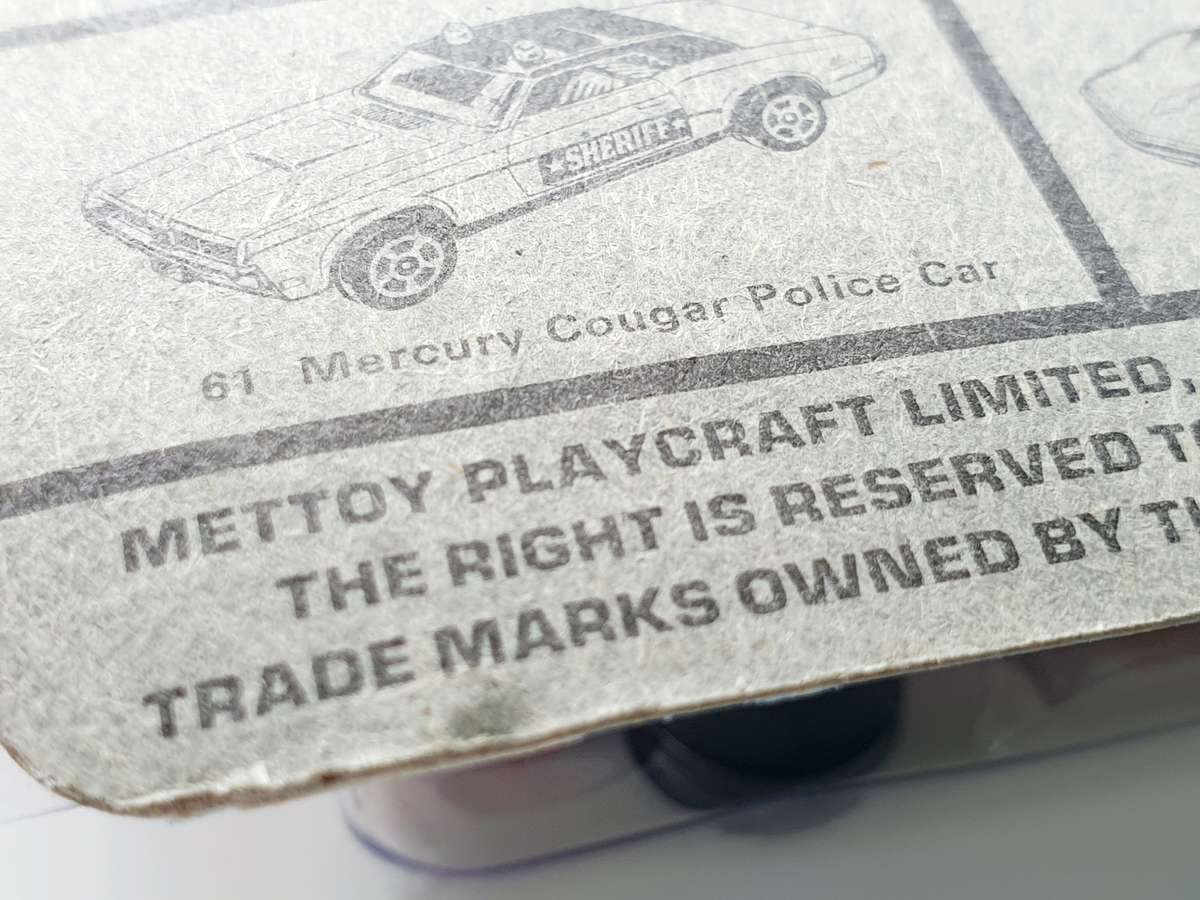 ★SHERIFF★
61 Mercury Cougar Police Car
METTOY PLAYCRAFT LIMITED,
THE RIGHT IS RESERVED
TRADE MARKS OWNED BY